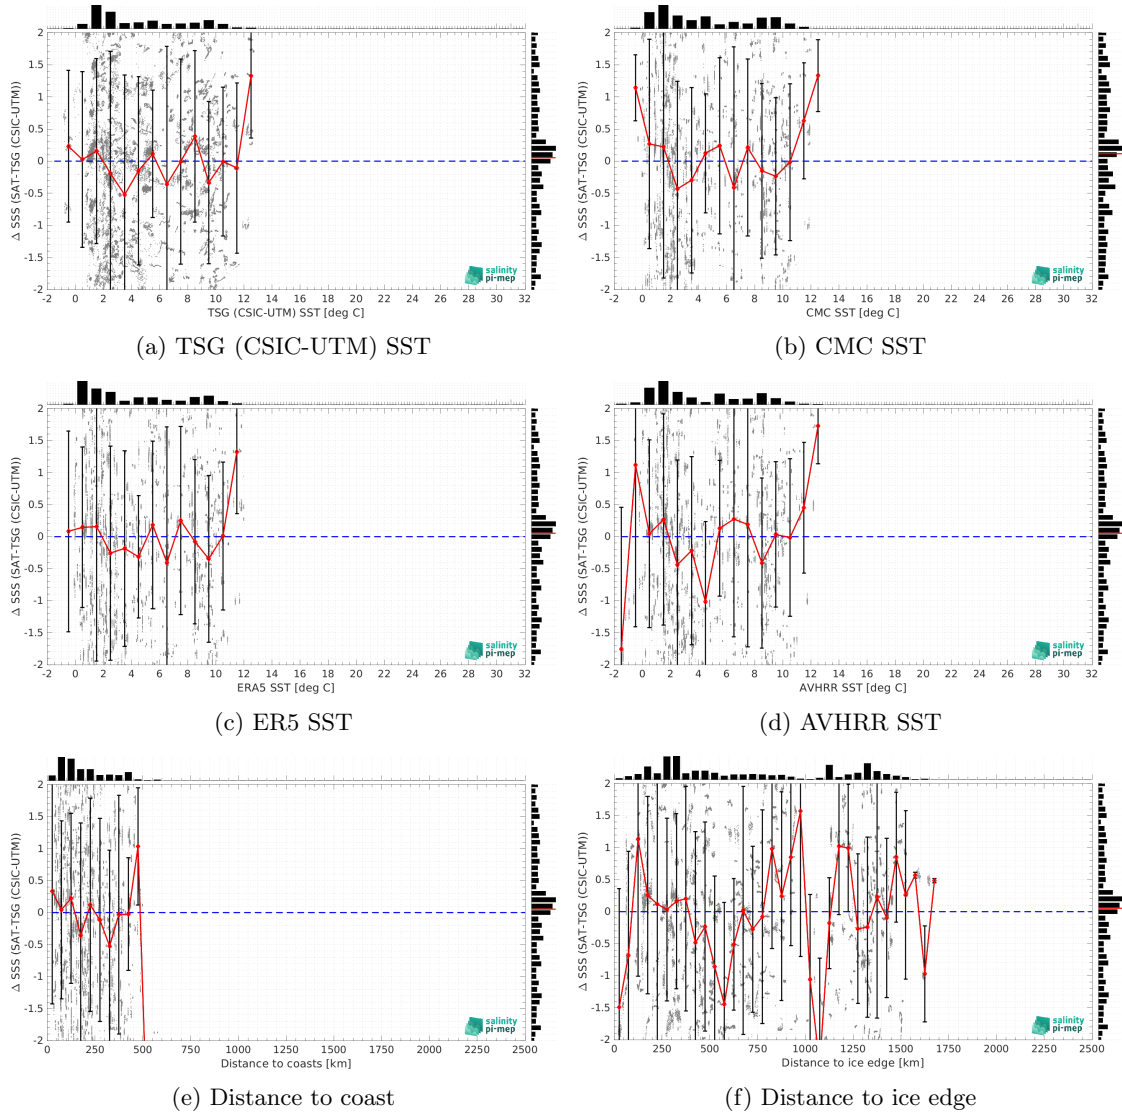 2
1.5
1
0.5
0
-0.5
-1
-1.5
-2
Δ SSS (SAT-TSG (CSIC-UTM))
salinity
pi-mep
-2 0 2 4 6 8 10 12 14 16 18 20 22 24 26 28 30 32
TSG (CSIC-UTM) SST [deg C]
(a) TSG (CSIC-UTM) SST
2
1.5
1
0.5
0
-0.5
-1
-1.5
-2
Δ SSS (SAT-TSG (CSIC-UTM))
salinity
pi-mep
-2 0 2 4 6 8 10 12 14 16 18 20 22 24 26 28 30 32
CMC SST [deg C]
(b) CMC SST
2
1.5
1
0.5
0
-0.5
-1
-1.5
-2
Δ SSS (SAT-TSG (CSIC-UTM))
salinity
pi-mep
-2 0 2 4 6 8 10 12 14 16 18 20 22 24 26 28 30 32
ERA5 SST [deg C]
(c) ER5 SST
2
1.5
1
0.5
0
-0.5
-1
-1.5
-2
Δ SSS (SAT-TSG (CSIC-UTM))
salinity
pi-mep
-2 0 2 4 6 8 10 12 14 16 18 20 22 24 26 28 30 32
AVHRR SST [deg C]
(d) AVHRR SST
2
1.5
1
0.5
0
-0.5
-1
-1.5
-2
Δ SSS (SAT-TSG (CSIC-UTM))
salinity
pi-mep
0 250 500 750 1000 1250 1500 1750 2000 2250 2500
Distance to coasts [km]
(e) Distance to coast
2
1.5
1
0.5
0
-0.5
-1
-1.5
-2
Δ SSS (SAT-TSG (CSIC-UTM))
salinity
pi-mep
0 250 500 750 1000 1250 1500 1750 2000 2250 2500
Distance to ice edge [km]
(f) Distance to ice edge